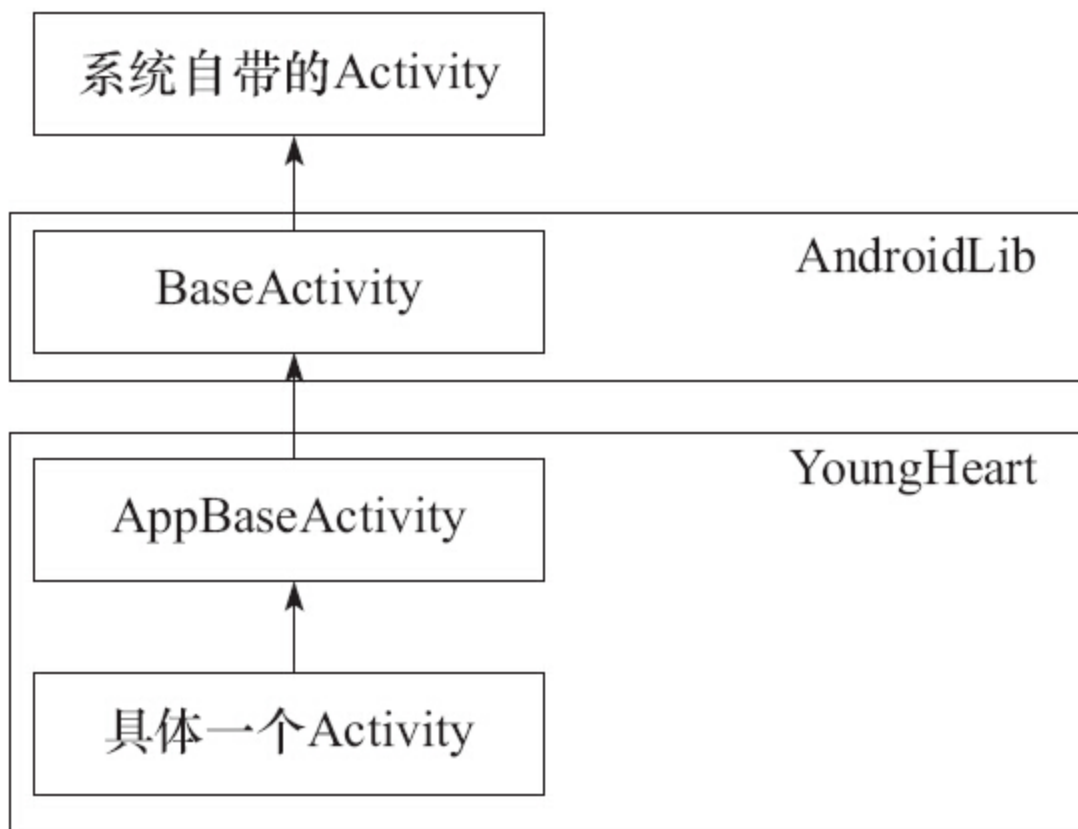 系统自带的Activity
AndroidLib
BaseActivity
YoungHeart
AppBaseActivity
具体一个Activity